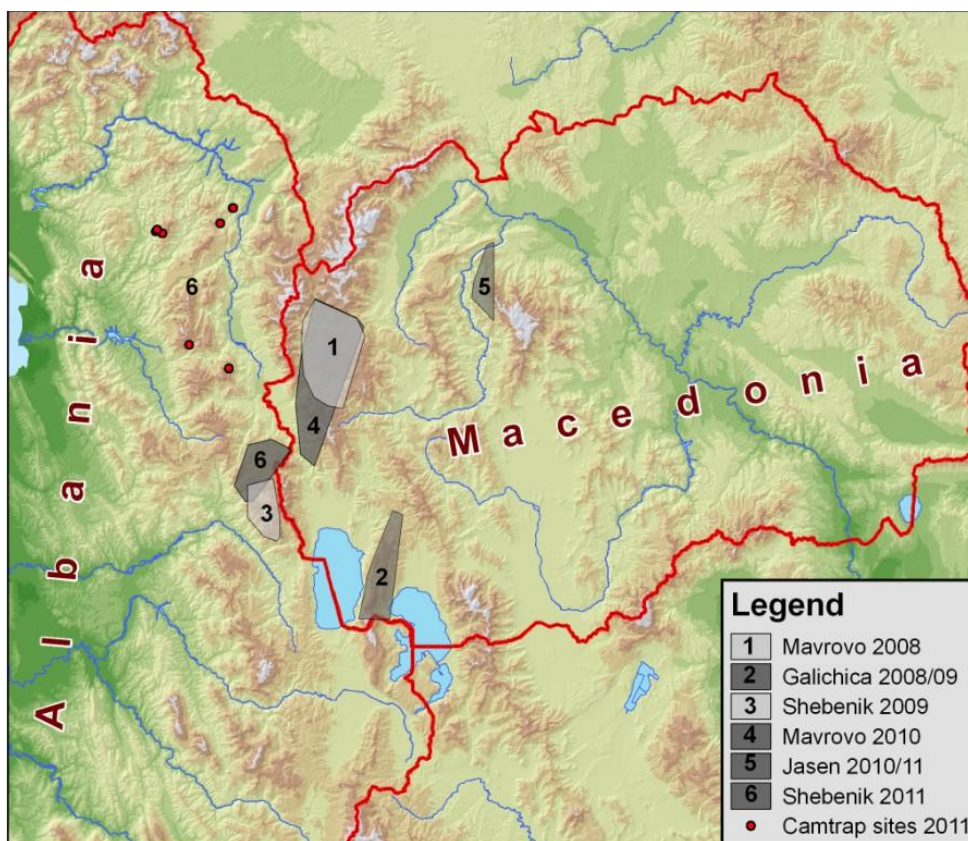 Albania
Macedonia
6
5
1
4
6
3
2
Legend
1 Mavrovo 2008
2 Galichica 2008/09
3 Shebenik 2009
4 Mavrovo 2010
5 Jasen 2010/11
6 Shebenik 2011
Camtrap sites 2011